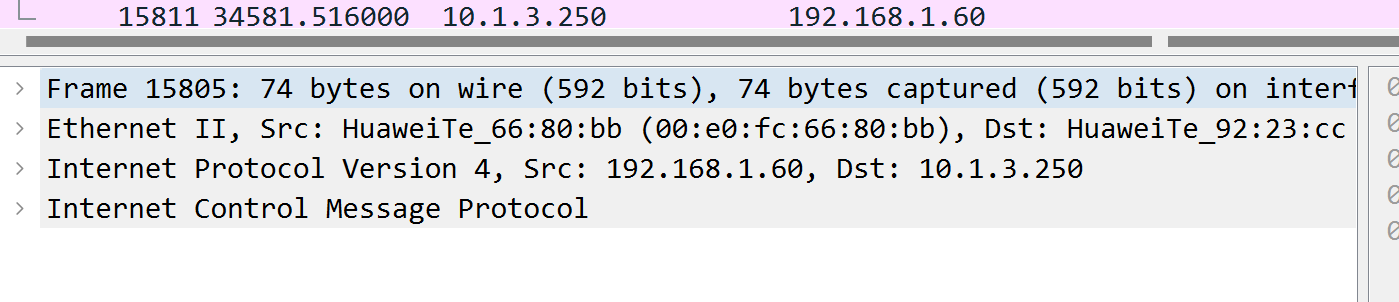 15811 34581.516000 10.1.3.250 192.168.1.60
Frame 15805: 74 bytes on wire (592 bits), 74 bytes captured (592 bits) on
Ethernet II, Src: HuaweiTe_66:80:bb (00:e0:fc:66:80:bb), Dst: HuaweiTe_92:23:cc
Internet Protocol Version 4, Src: 192.168.1.60, Dst: 10.1.3.250
Internet Control Message Protocol